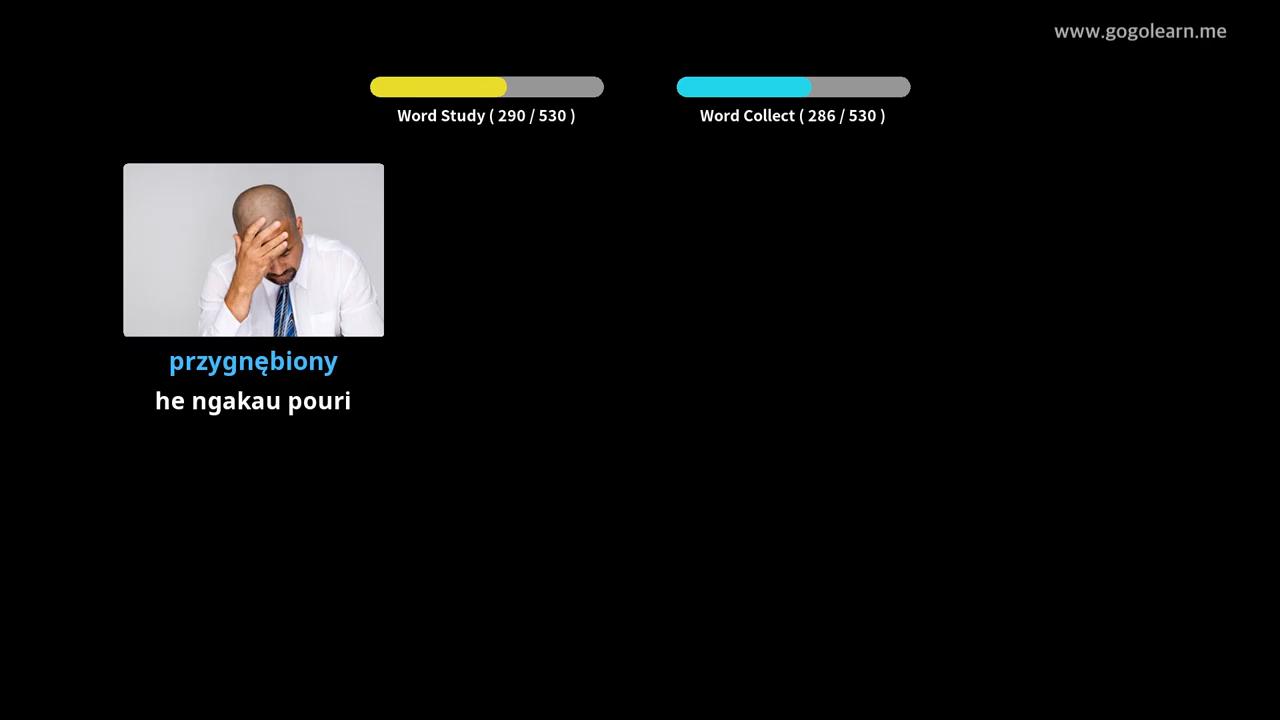 www.gogolearn.me
Word Study ( 290 / 530 )
Word Collect ( 286 / 530 )
przygnębiony
he ngakau pouri